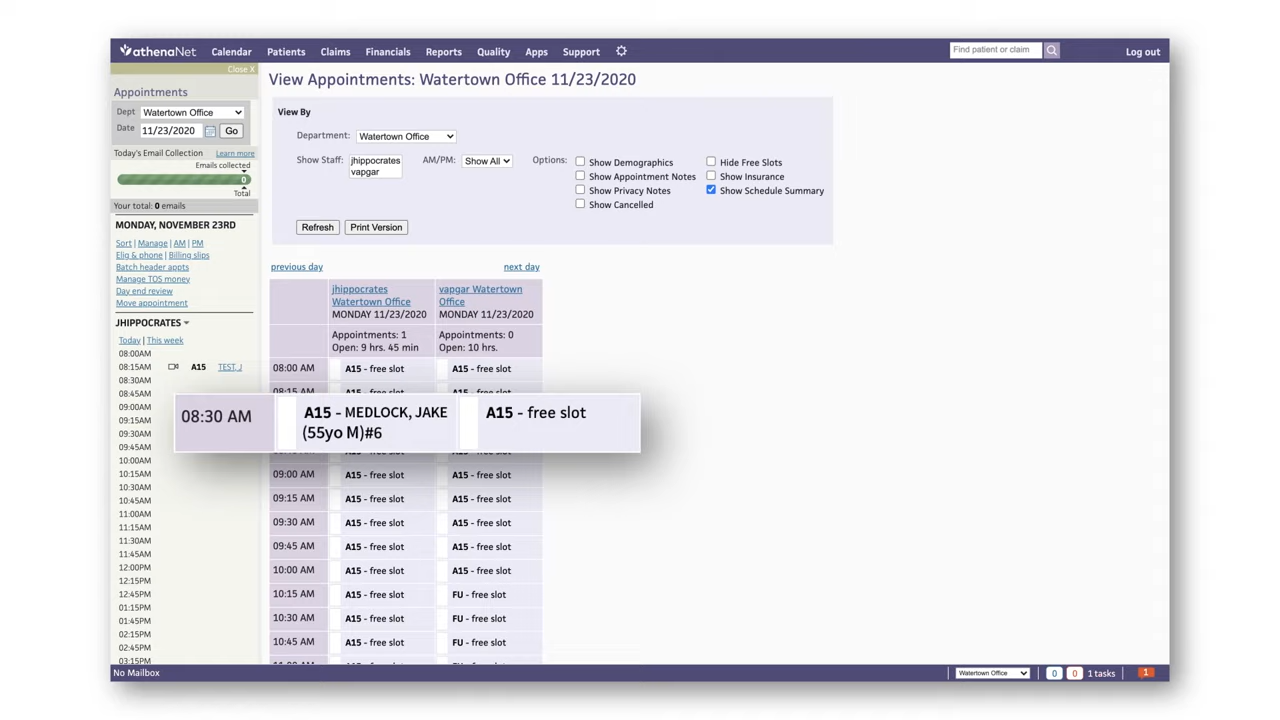 athenaNet Calendar Patients Claims Financials Reports Quality Apps Support Find patient or claim Log out
Close X
Appointments
Dept Watertown Office
Date 11/23/2020 Go
Today's Email Collection Learn more
Emails collected
0
Total
Your total: 0 emails
MONDAY, NOVEMBER 23RD
Sort | Manage | AM | PM
Elig & phone | Billing slips
Batch header appts
Manage TOS money
Day end review
Move appointment
JHIPPOCRATES
Today | This week
08:00AM
08:15AM A15 TEST, J
08:30AM
08:45AM
09:00AM
09:15AM
09:30AM
09:45AM
10:00AM
10:15AM
10:30AM
10:45AM
11:00AM
11:15AM
11:30AM
11:45AM
12:00PM
12:15PM
12:45PM
01:15PM
01:45PM
02:15PM
02:45PM
03:15PM
View Appointments: Watertown Office 11/23/2020
View By
Department: Watertown Office
Show Staff: jhippocrates
vapgar
AM/PM: Show All
Options: Show Demographics Hide Free Slots
Show Appointment Notes Show Insurance
Show Privacy Notes Show Schedule Summary
Show Cancelled
Refresh Print Version
previous day next day
jhippocrates vapgar Watertown
Watertown Office Office
MONDAY 11/23/2020 MONDAY 11/23/2020
Appointments: 1 Appointments: 0
Open: 9 hrs. 45 min Open: 10 hrs.
08:00 AM A15 - free slot A15 - free slot
08:15 AM A15 - free slot A15 - free slot
08:30 AM A15 - MEDLOCK, JAKE A15 - free slot
(55yo M)#6
09:00 AM A15 - free slot A15 - free slot
09:15 AM A15 - free slot A15 - free slot
09:30 AM A15 - free slot A15 - free slot
09:45 AM A15 - free slot A15 - free slot
10:00 AM A15 - free slot A15 - free slot
10:15 AM A15 - free slot FU - free slot
10:30 AM A15 - free slot FU - free slot
10:45 AM A15 - free slot FU - free slot
No Mailbox Watertown Office 0 0 1 tasks 1